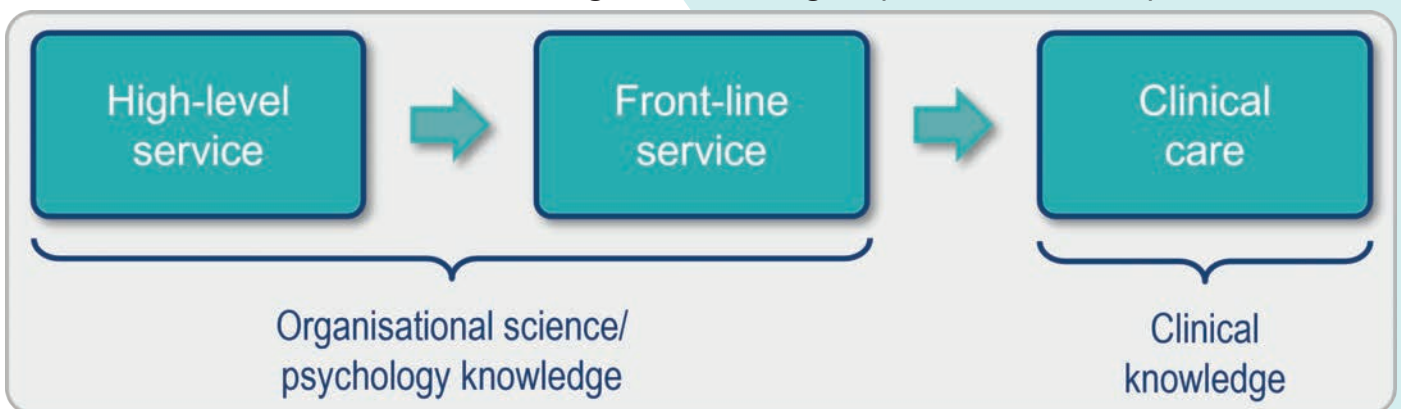 High-level
service
Front-line
service
Clinical
care
Organisational science/
psychology knowledge
Clinical
knowledge